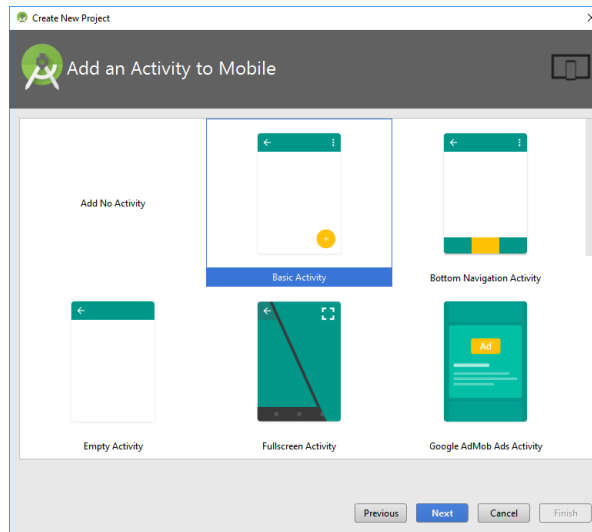 Create New Project
Add an Activity to Mobile
Add No Activity
Basic Activity
Bottom Navigation Activity
Ad
Empty Activity
Fullscreen Activity
Google AdMob Ads Activity
Previous
Next
Cancel
Finish